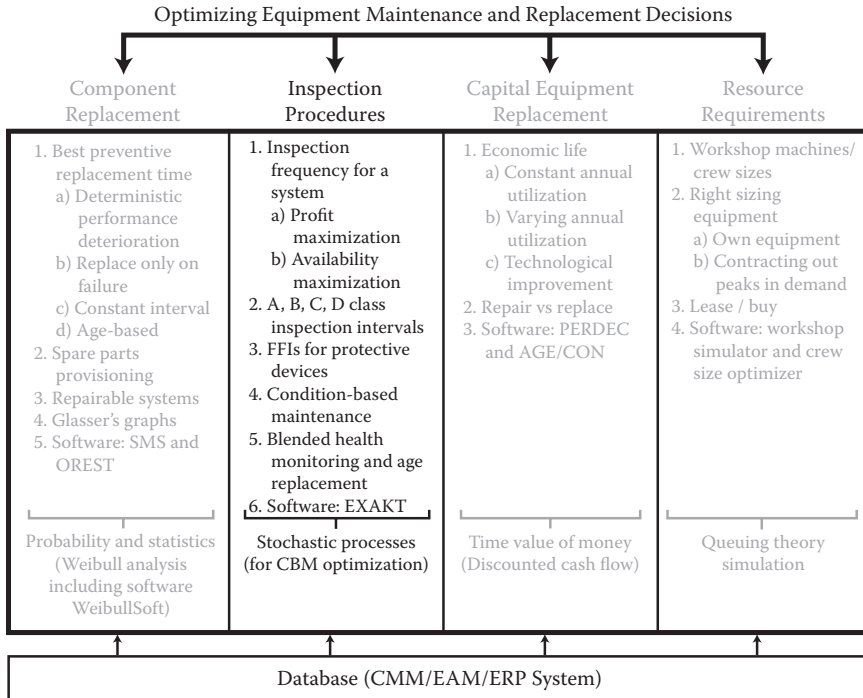 Optimizing Equipment Maintenance and Replacement Decisions
Component
Replacement
1. Best preventive
replacement time
a) Deterministic
performance
deterioration
b) Replace only on
failure
c) Constant interval
d) Age-based
2. Spare parts
provisioning
3. Repairable systems
4. Glasser's graphs
5. Software: SMS and
OREST
Probability and statistics
(Weibull analysis
including software
WeibullSoft)
Inspection
Procedures
1. Inspection
frequency for a
system
a) Profit
maximization
b) Availability
maximization
2. A, B, C, D class
inspection intervals
3. FFIs for protective
devices
4. Condition-based
maintenance
5. Blended health
monitoring and age
replacement
6. Software: EXAKT
Stochastic processes
(for CBM optimization)
Capital Equipment
Replacement
1. Economic life
a) Constant annual
utilization
b) Varying annual
utilization
c) Technological
improvement
2. Repair vs replace
3. Software: PERDEC
and AGE/CON
Time value of money
(Discounted cash flow)
Resource
Requirements
1. Workshop machines/
crew sizes
2. Right sizing
equipment
a) Own equipment
b) Contracting out
peaks in demand
3. Lease / buy
4. Software: workshop
simulator and crew
size optimizer
Queuing theory
simulation
Database (CMM/EAM/ERP System)